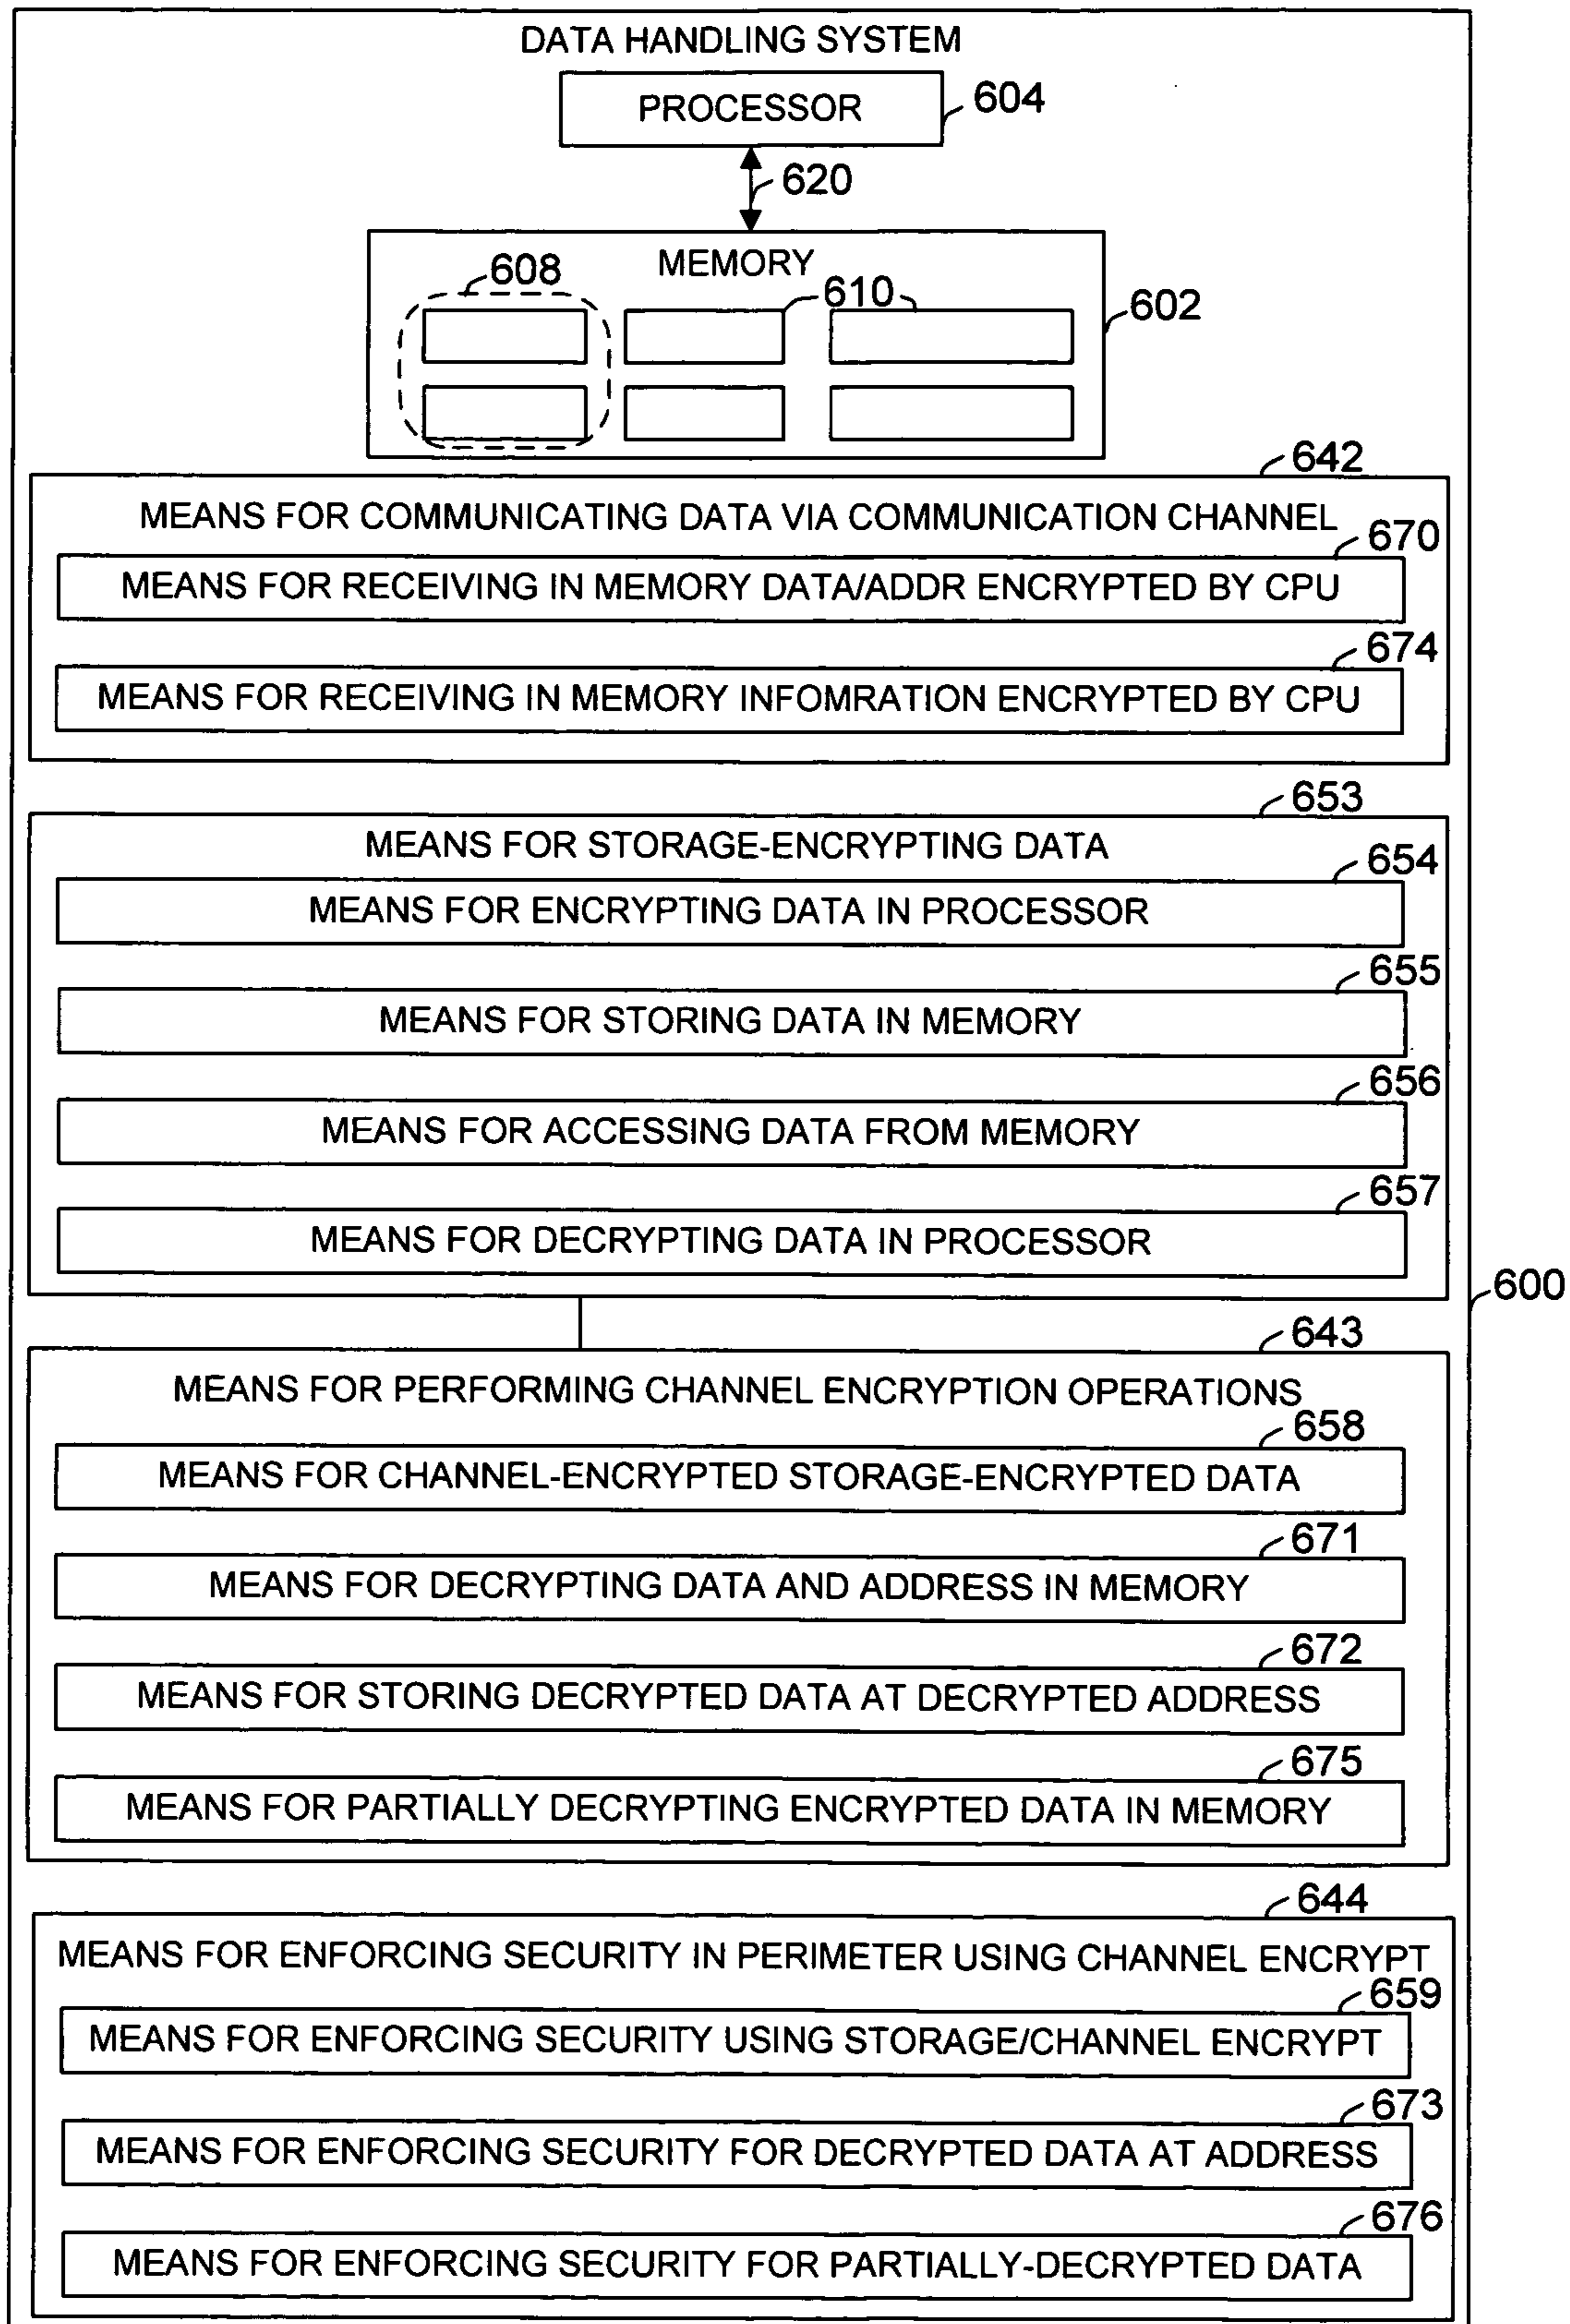 DATA HANDLING SYSTEM
PROCESSOR
604
620
MEMORY
608
610
602
642
MEANS FOR COMMUNICATING DATA VIA COMMUNICATION CHANNEL
670
MEANS FOR RECEIVING IN MEMORY DATA/ADDR ENCRYPTED BY CPU
674
MEANS FOR RECEIVING IN MEMORY INFOMRATION ENCRYPTED BY CPU
653
MEANS FOR STORAGE-ENCRYPTING DATA
654
MEANS FOR ENCRYPTING DATA IN PROCESSOR
655
MEANS FOR STORING DATA IN MEMORY
656
MEANS FOR ACCESSING DATA FROM MEMORY
657
MEANS FOR DECRYPTING DATA IN PROCESSOR
600
643
MEANS FOR PERFORMING CHANNEL ENCRYPTION OPERATIONS
658
MEANS FOR CHANNEL-ENCRYPTED STORAGE-ENCRYPTED DATA
671
MEANS FOR DECRYPTING DATA AND ADDRESS IN MEMORY
672
MEANS FOR STORING DECRYPTED DATA AT DECRYPTED ADDRESS
675
MEANS FOR PARTIALLY DECRYPTING ENCRYPTED DATA IN MEMORY
644
MEANS FOR ENFORCING SECURITY IN PERIMETER USING CHANNEL ENCRYPT
659
MEANS FOR ENFORCING SECURITY USING STORAGE/CHANNEL ENCRYPT
673
MEANS FOR ENFORCING SECURITY FOR DECRYPTED DATA AT ADDRESS
676
MEANS FOR ENFORCING SECURITY FOR PARTIALLY-DECRYPTED DATA